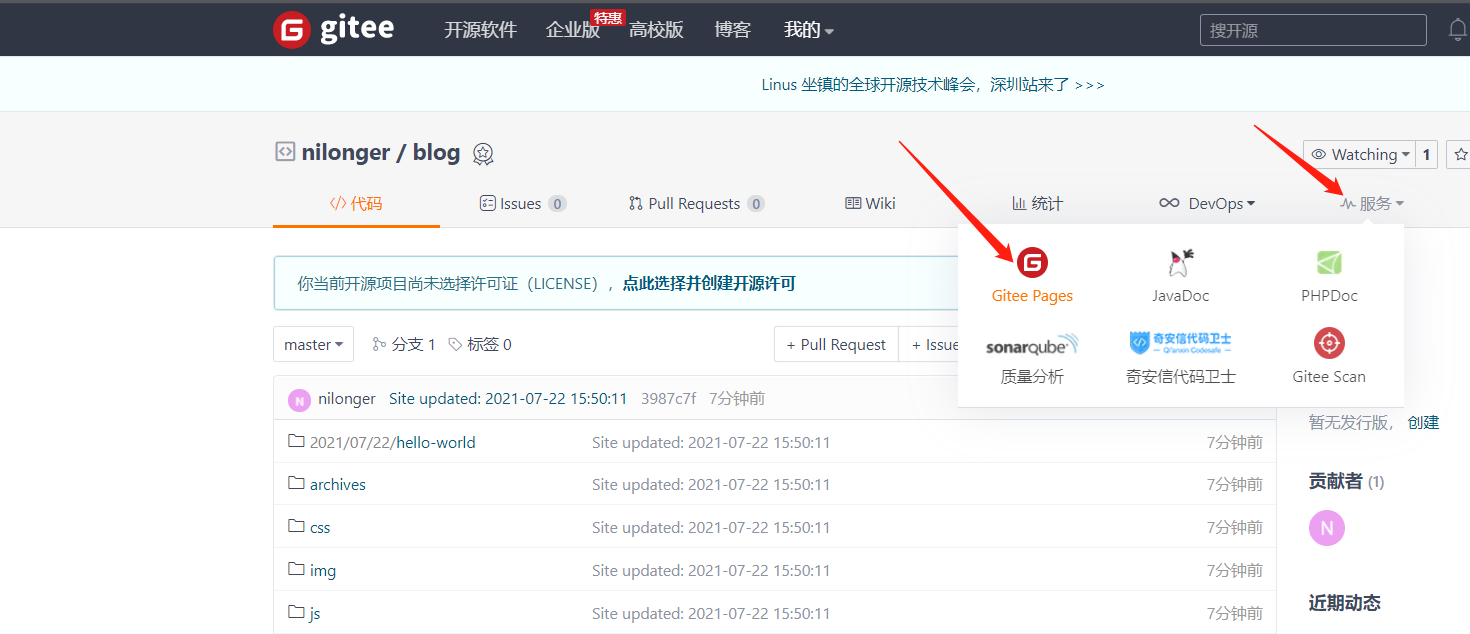 gitee 开源软件 企业版 特惠 高校版 博客 我的 搜开源
Linus 坐镇的全球开源技术峰会，深圳站来了 >>>
nilonger / blog Watching 1
代码 Issues 0 Pull Requests 0 Wiki 统计 DevOps 服务
你当前开源项目尚未选择许可证（LICENSE），点此选择并创建开源许可
Gitee Pages JavaDoc PHPDoc
master 分支 1 标签 0 + Pull Request + Issue
sonarqube 奇安信代码卫士 Qi'anxin Codesafe
质量分析 奇安信代码卫士 Gitee Scan
N nilonger Site updated: 2021-07-22 15:50:11 3987c7f 7分钟前
暂无发行版，创建
2021/07/22/hello-world Site updated: 2021-07-22 15:50:11 7分钟前
archives Site updated: 2021-07-22 15:50:11 7分钟前
贡献者 (1)
css Site updated: 2021-07-22 15:50:11 7分钟前
N
img Site updated: 2021-07-22 15:50:11 7分钟前
js Site updated: 2021-07-22 15:50:11 7分钟前
近期动态